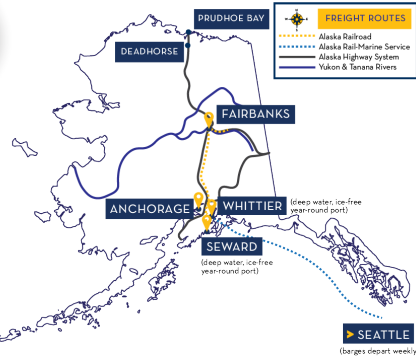 PRUDHOE BAY
DEADHORSE
FREIGHT ROUTES
Alaska Railroad
Alaska Rail-Marine Service
Alaska Highway System
Yukon & Tanana Rivers
FAIRBANKS
ANCHORAGE
WHITTIER
(deep water, ice-free
year-round port)
SEWARD
(deep water, ice-free
year-round port)
> SEATTLE
(barges depart weekly)